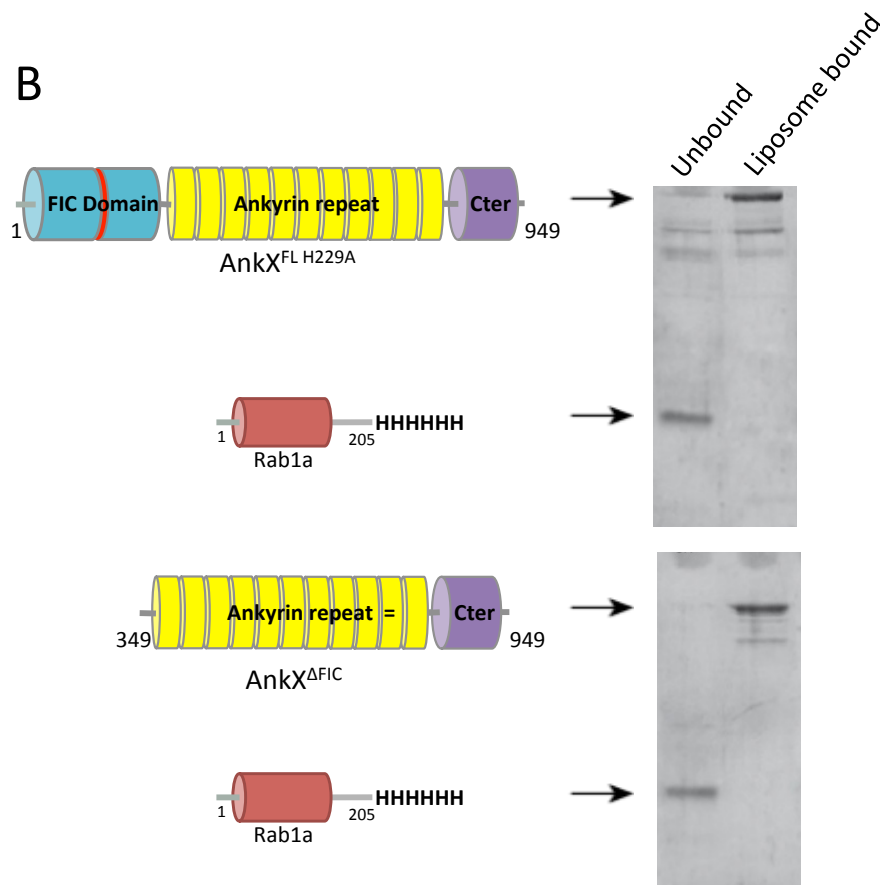 B
Unbound
Liposome bound
FIC Domain
Ankyrin repeat
Cter
1
949
AnkX^FL H229A
HHHHHH
1
205
Rab1a
Ankyrin repeat =
Cter
349
949
AnkX^ΔFIC
HHHHHH
1
205
Rab1a